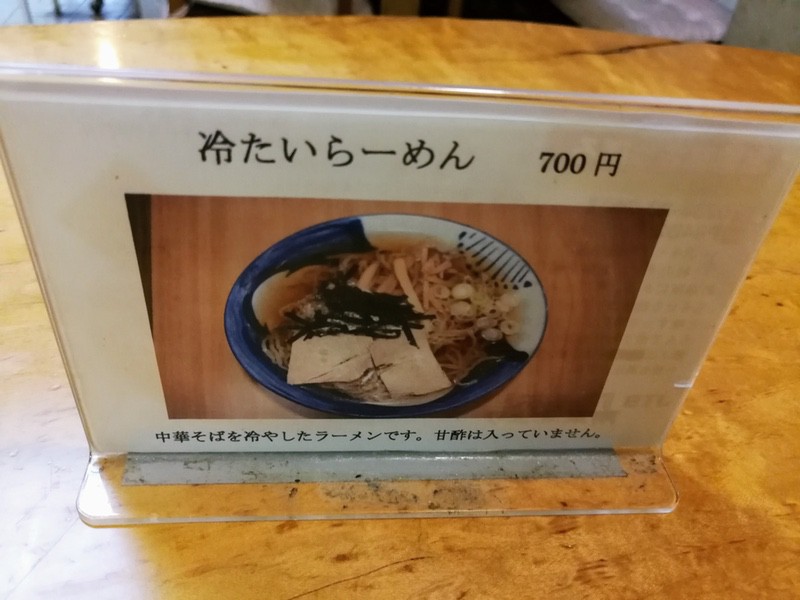 冷たいらーめん 700円
中華そばを冷やしたラーメンです。甘酢は入っていません。